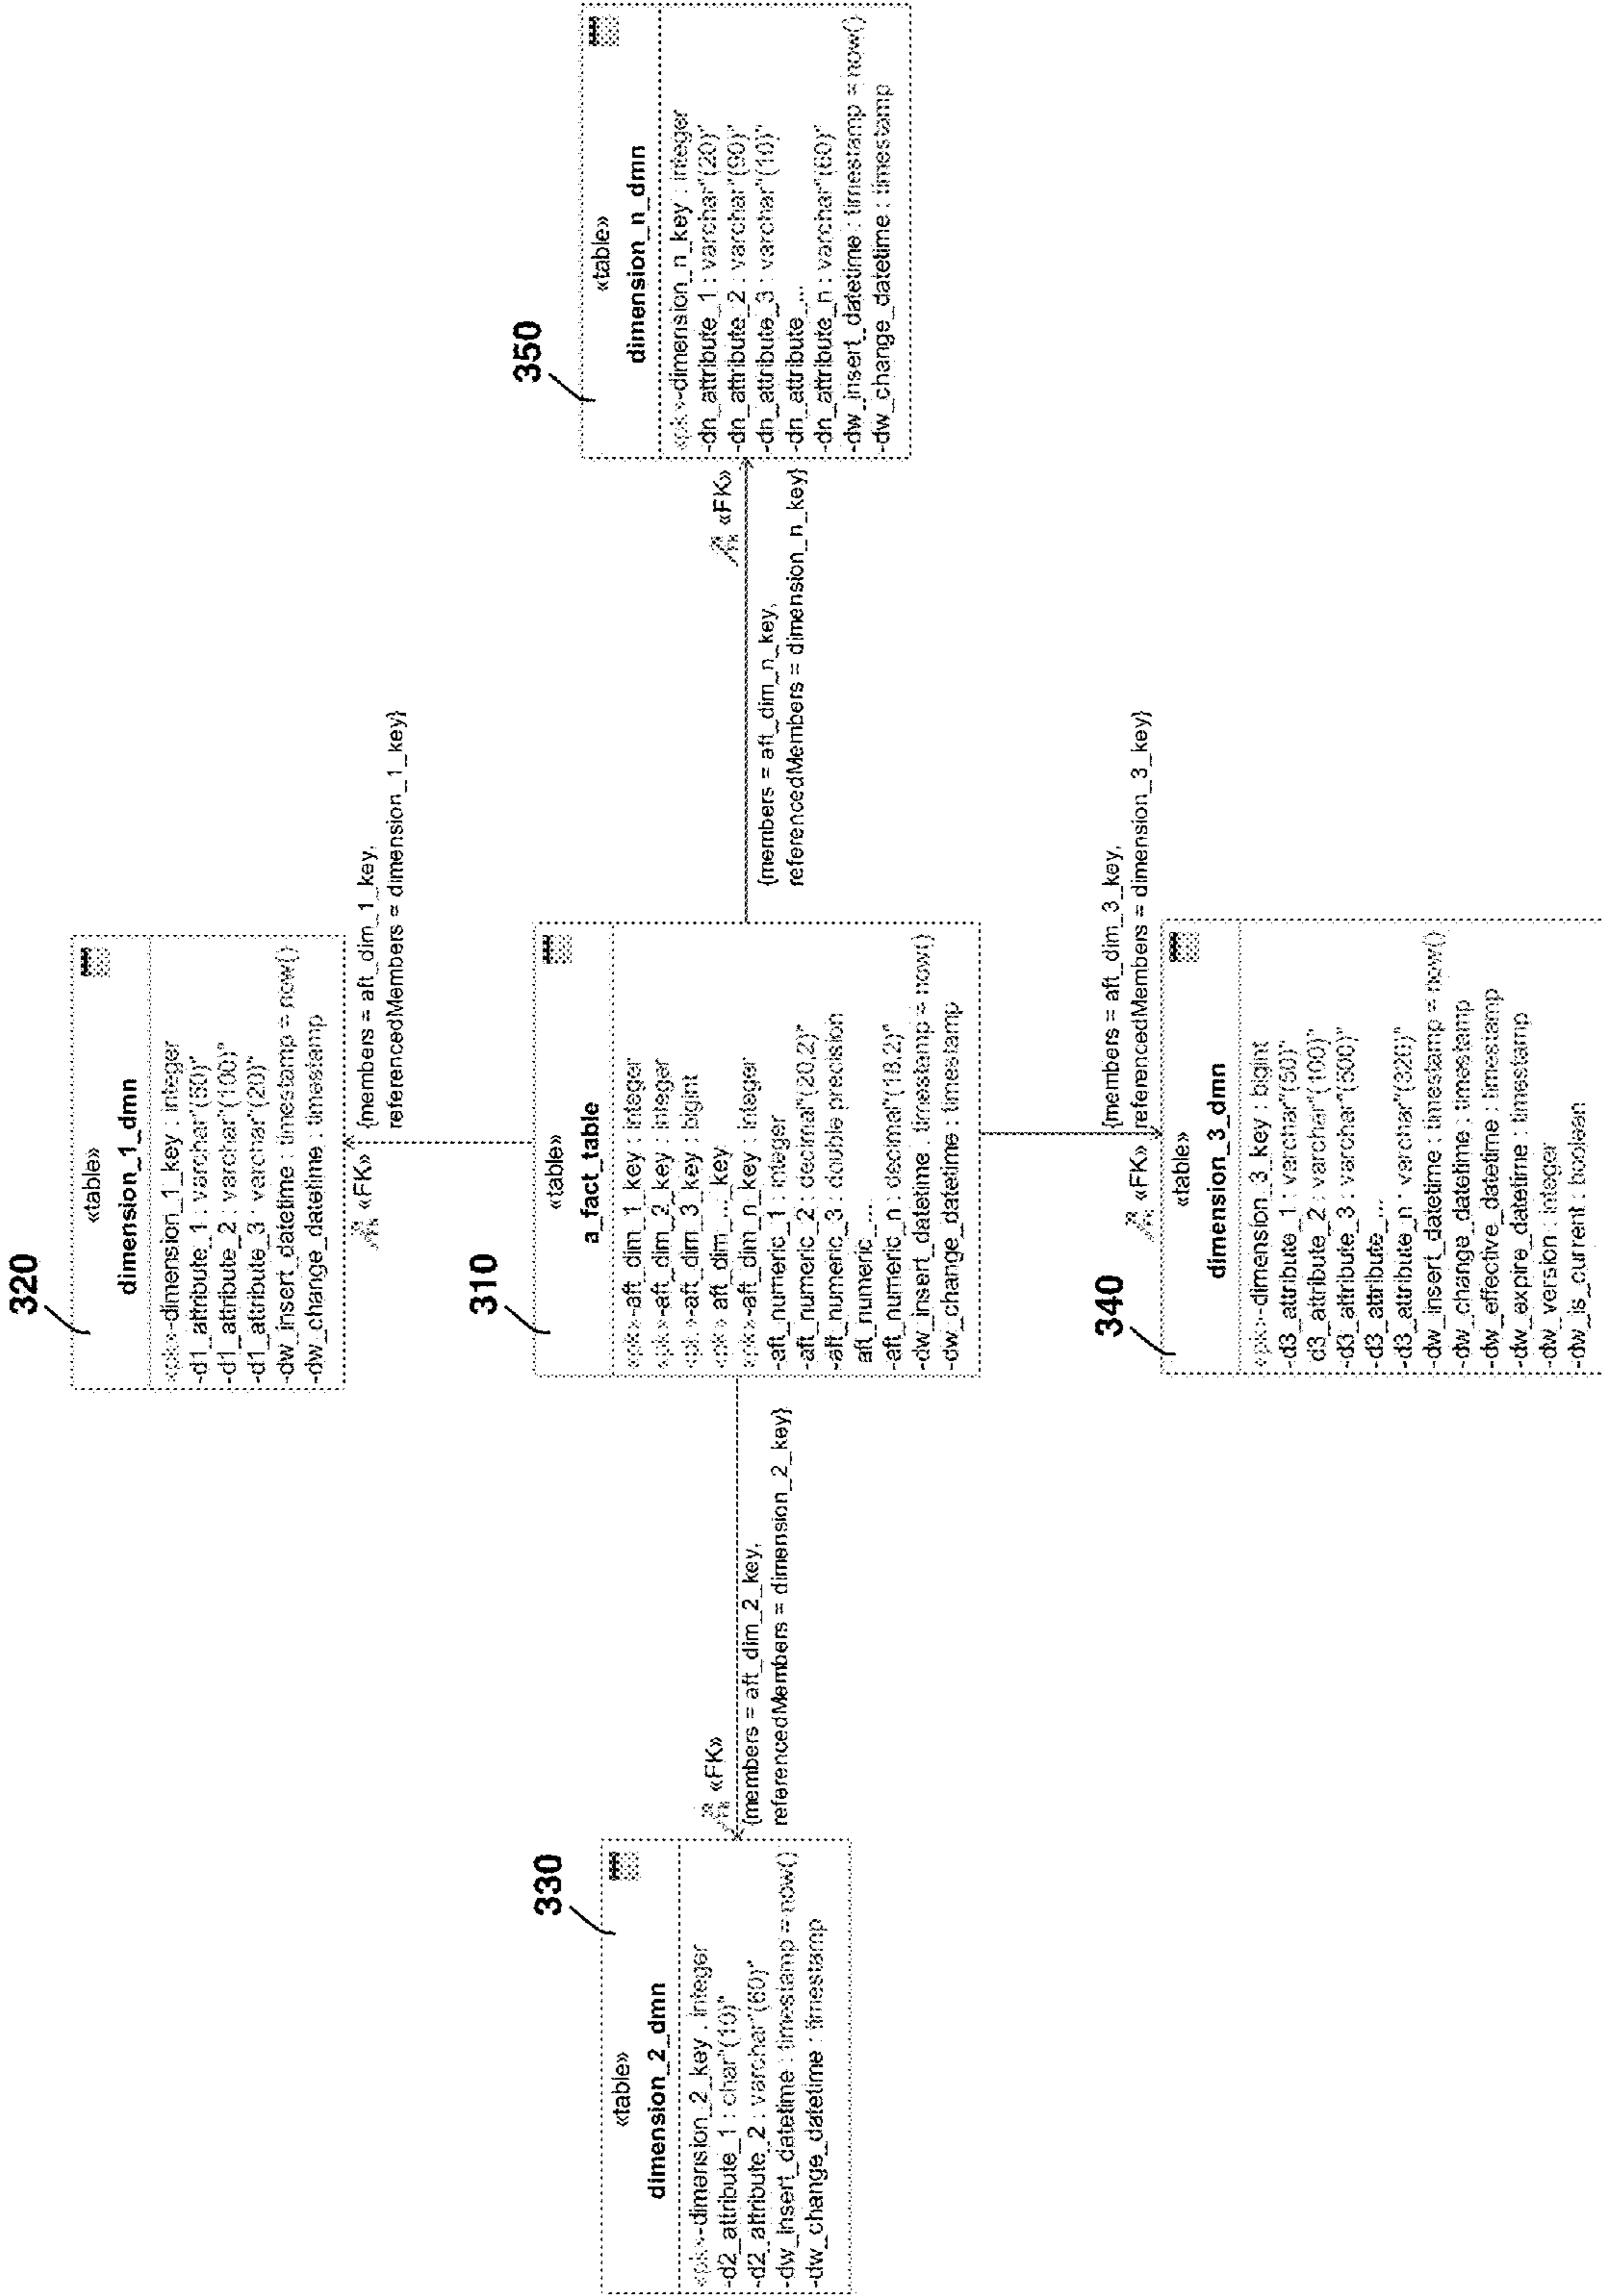 320
«table»
dimension_1_dmn
«pk»-dimension_1_key : integer
-d1_attribute_1 : varchar"(50)"
-d1_attribute_2 : varchar"(100)"
-d1_attribute_3 : varchar"(20)"
-dw_insert_datetime : timestamp = now()
-dw_change_datetime : timestamp
«FK»
{members = aft_dim_1_key,
referencedMembers = dimension_1_key}
330
«table»
dimension_2_dmn
«pk»-dimension_2_key : integer
-d2_attribute_1 : char"(10)"
-d2_attribute_2 : varchar"(60)"
-dw_insert_datetime : timestamp = now()
-dw_change_datetime : timestamp
«FK»
{members = aft_dim_2_key,
referencedMembers = dimension_2_key}
310
«table»
a_fact_table
«pk»-aft_dim_1_key : integer
«pk»-aft_dim_2_key : integer
«pk»-aft_dim_3_key : bigint
«pk» aft_dim_..._key
«pk»-aft_dim_n_key : integer
-aft_numeric_1 : integer
-aft_numeric_2 : decimal"(20,2)"
-aft_numeric_3 : double precision
aft_numeric_...
-aft_numeric_n : decimal"(18,2)"
-dw_insert_datetime : timestamp = now()
-dw_change_datetime : timestamp
350
«table»
dimension_n_dmn
«pk»-dimension_n_key : integer
-dn_attribute_1 : varchar"(20)"
-dn_attribute_2 : varchar"(90)"
-dn_attribute_3 : varchar"(10)"
-dn_attribute_...
-dn_attribute_n : varchar"(60)"
-dw_insert_datetime : timestamp = now()
-dw_change_datetime : timestamp
«FK»
{members = aft_dim_n_key,
referencedMembers = dimension_n_key}
340
«table»
dimension_3_dmn
«pk»-dimension_3_key : bigint
-d3_attribute_1 : varchar"(50)"
d3_attribute_2 : varchar"(100)"
-d3_attribute_3 : varchar"(500)"
-d3_attribute_...
-d3_attribute_n : varchar"(320)"
-dw_insert_datetime : timestamp = now()
-dw_change_datetime : timestamp
-dw_effective_datetime : timestamp
-dw_expire_datetime : timestamp
-dw_version : integer
-dw_is_current : boolean
«FK»
{members = aft_dim_3_key,
referencedMembers = dimension_3_key}